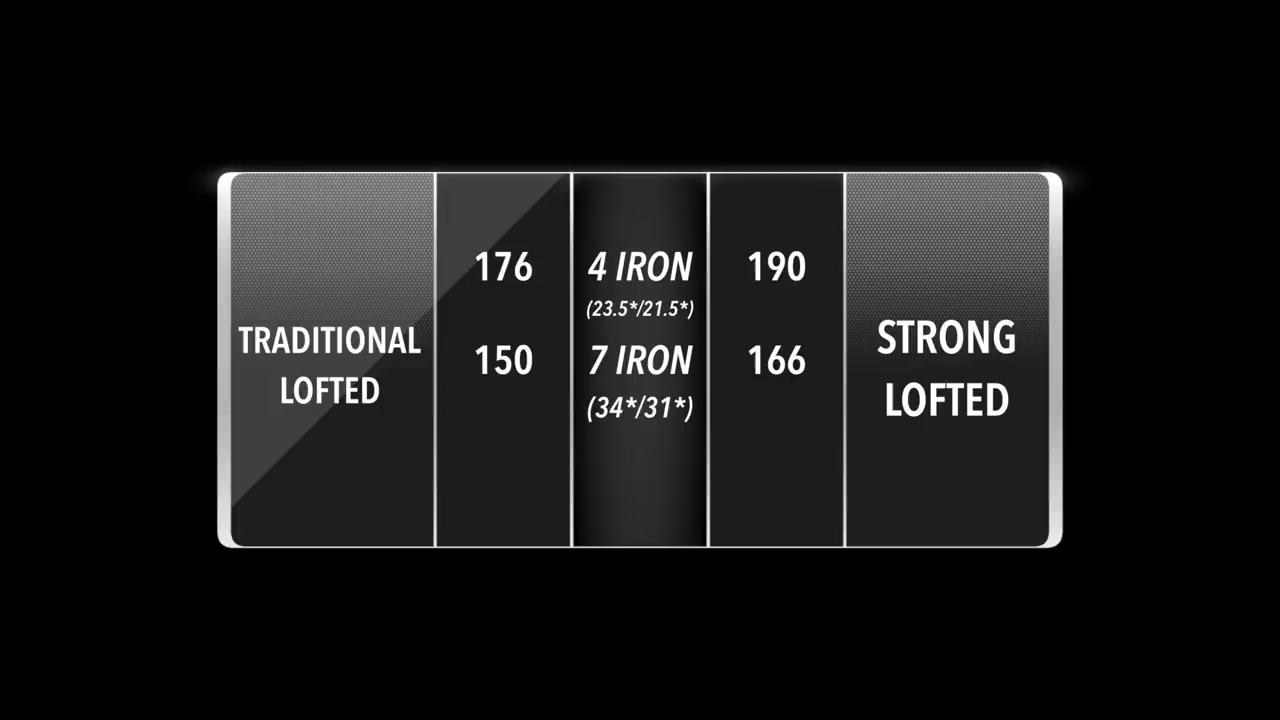 TRADITIONAL
LOFTED
176 4 IRON 190
(23.5*/21.5*)
150 7 IRON 166
(34*/31*)
STRONG
LOFTED